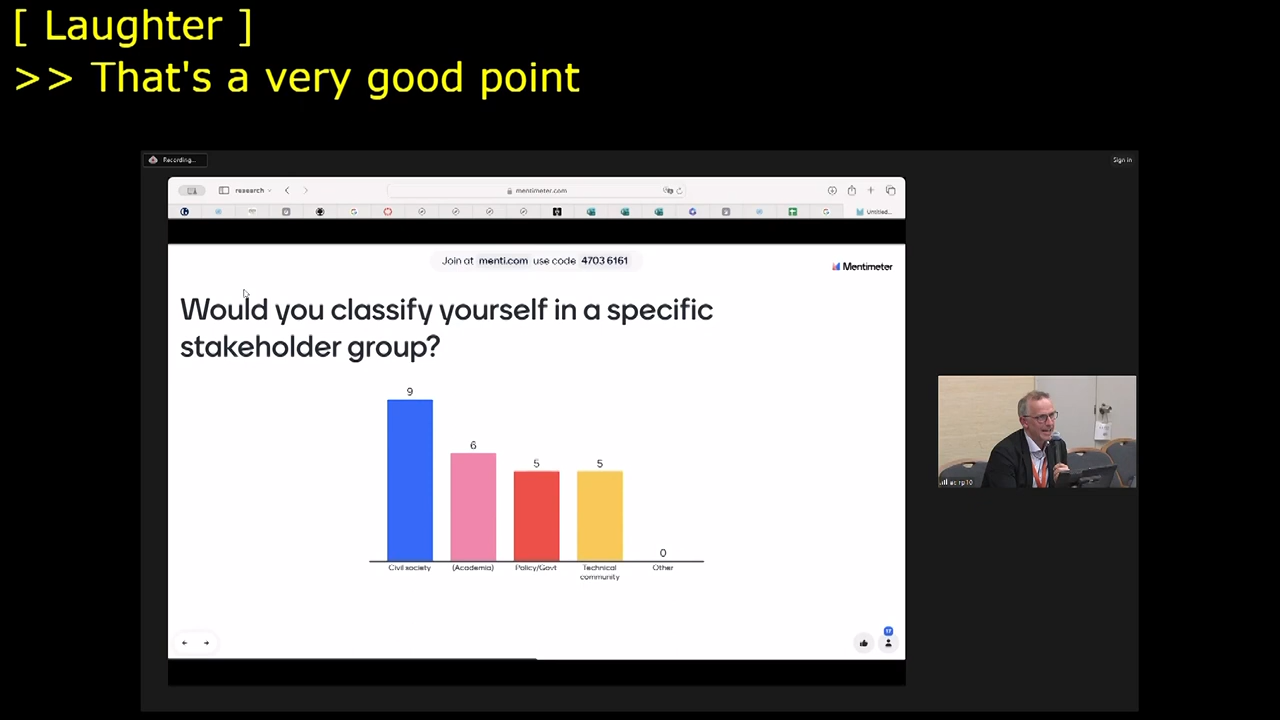 [ Laughter ]
>> That's a very good point
Recording...
Sign in
research
mentimeter.com
Untitled...
Join at menti.com use code 4703 6161
Mentimeter
Would you classify yourself in a specific
stakeholder group?
9
6
5
5
0
Civil society
(Academia)
Policy/Govt
Technical
community
Other
17